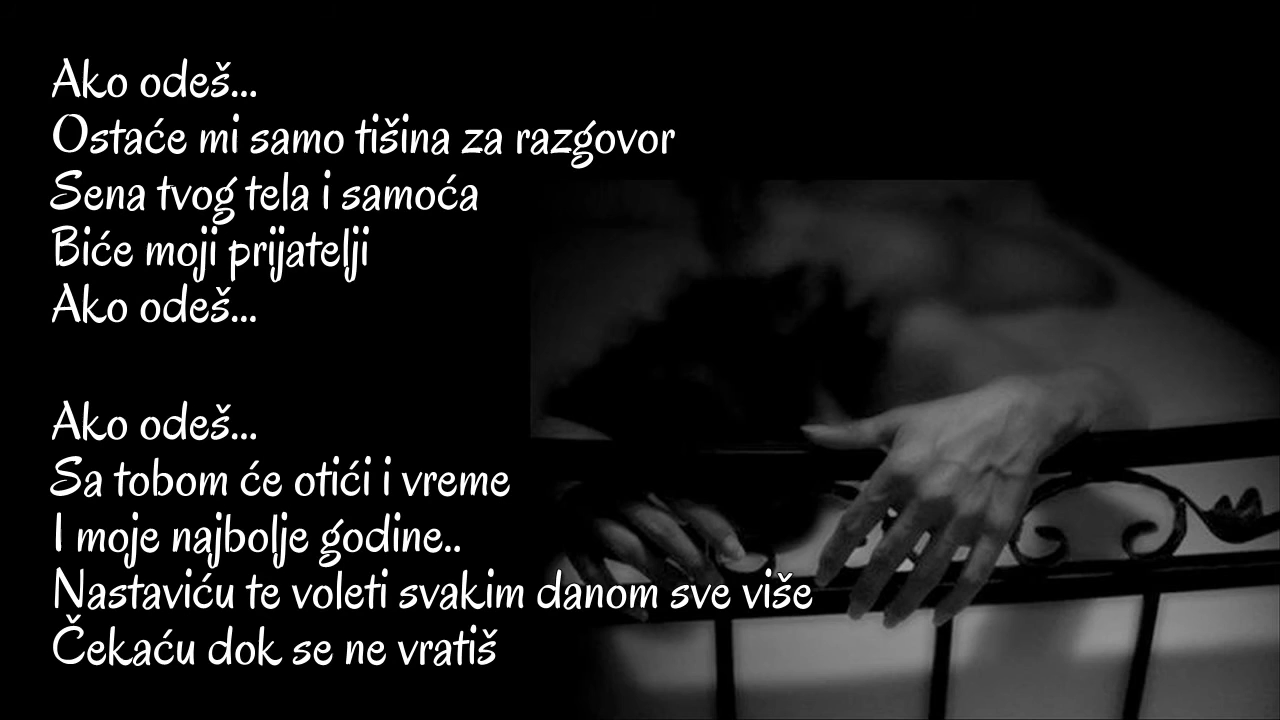 Ako odeš...
Ostaće mi samo tišina za razgovor
Sena tvog tela i samoća
Biće moji prijatelji
Ako odeš...
Ako odeš...
Sa tobom će otići i vreme
I moje najbolje godine..
Nastaviću te voleti svakim danom sve više
Čekaću dok se ne vratiš